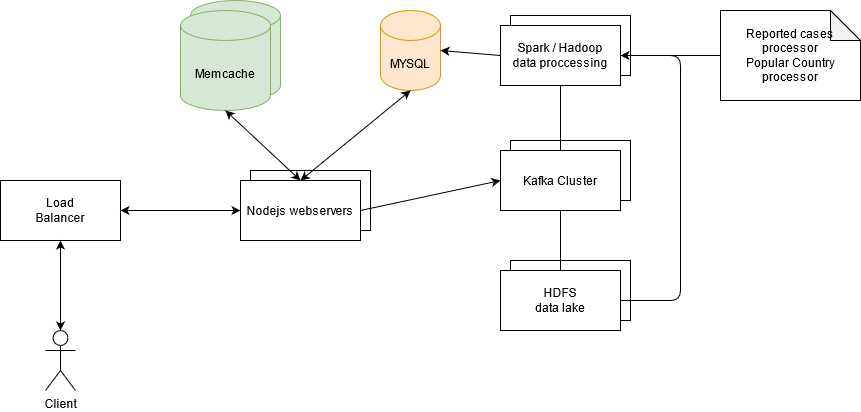 Memcache
MYSQL
Spark / Hadoop
data proccessing
Reported cases
processor
Popular Country
processor
Kafka Cluster
Load
Balancer
Nodejs webservers
HDFS
data lake
Client